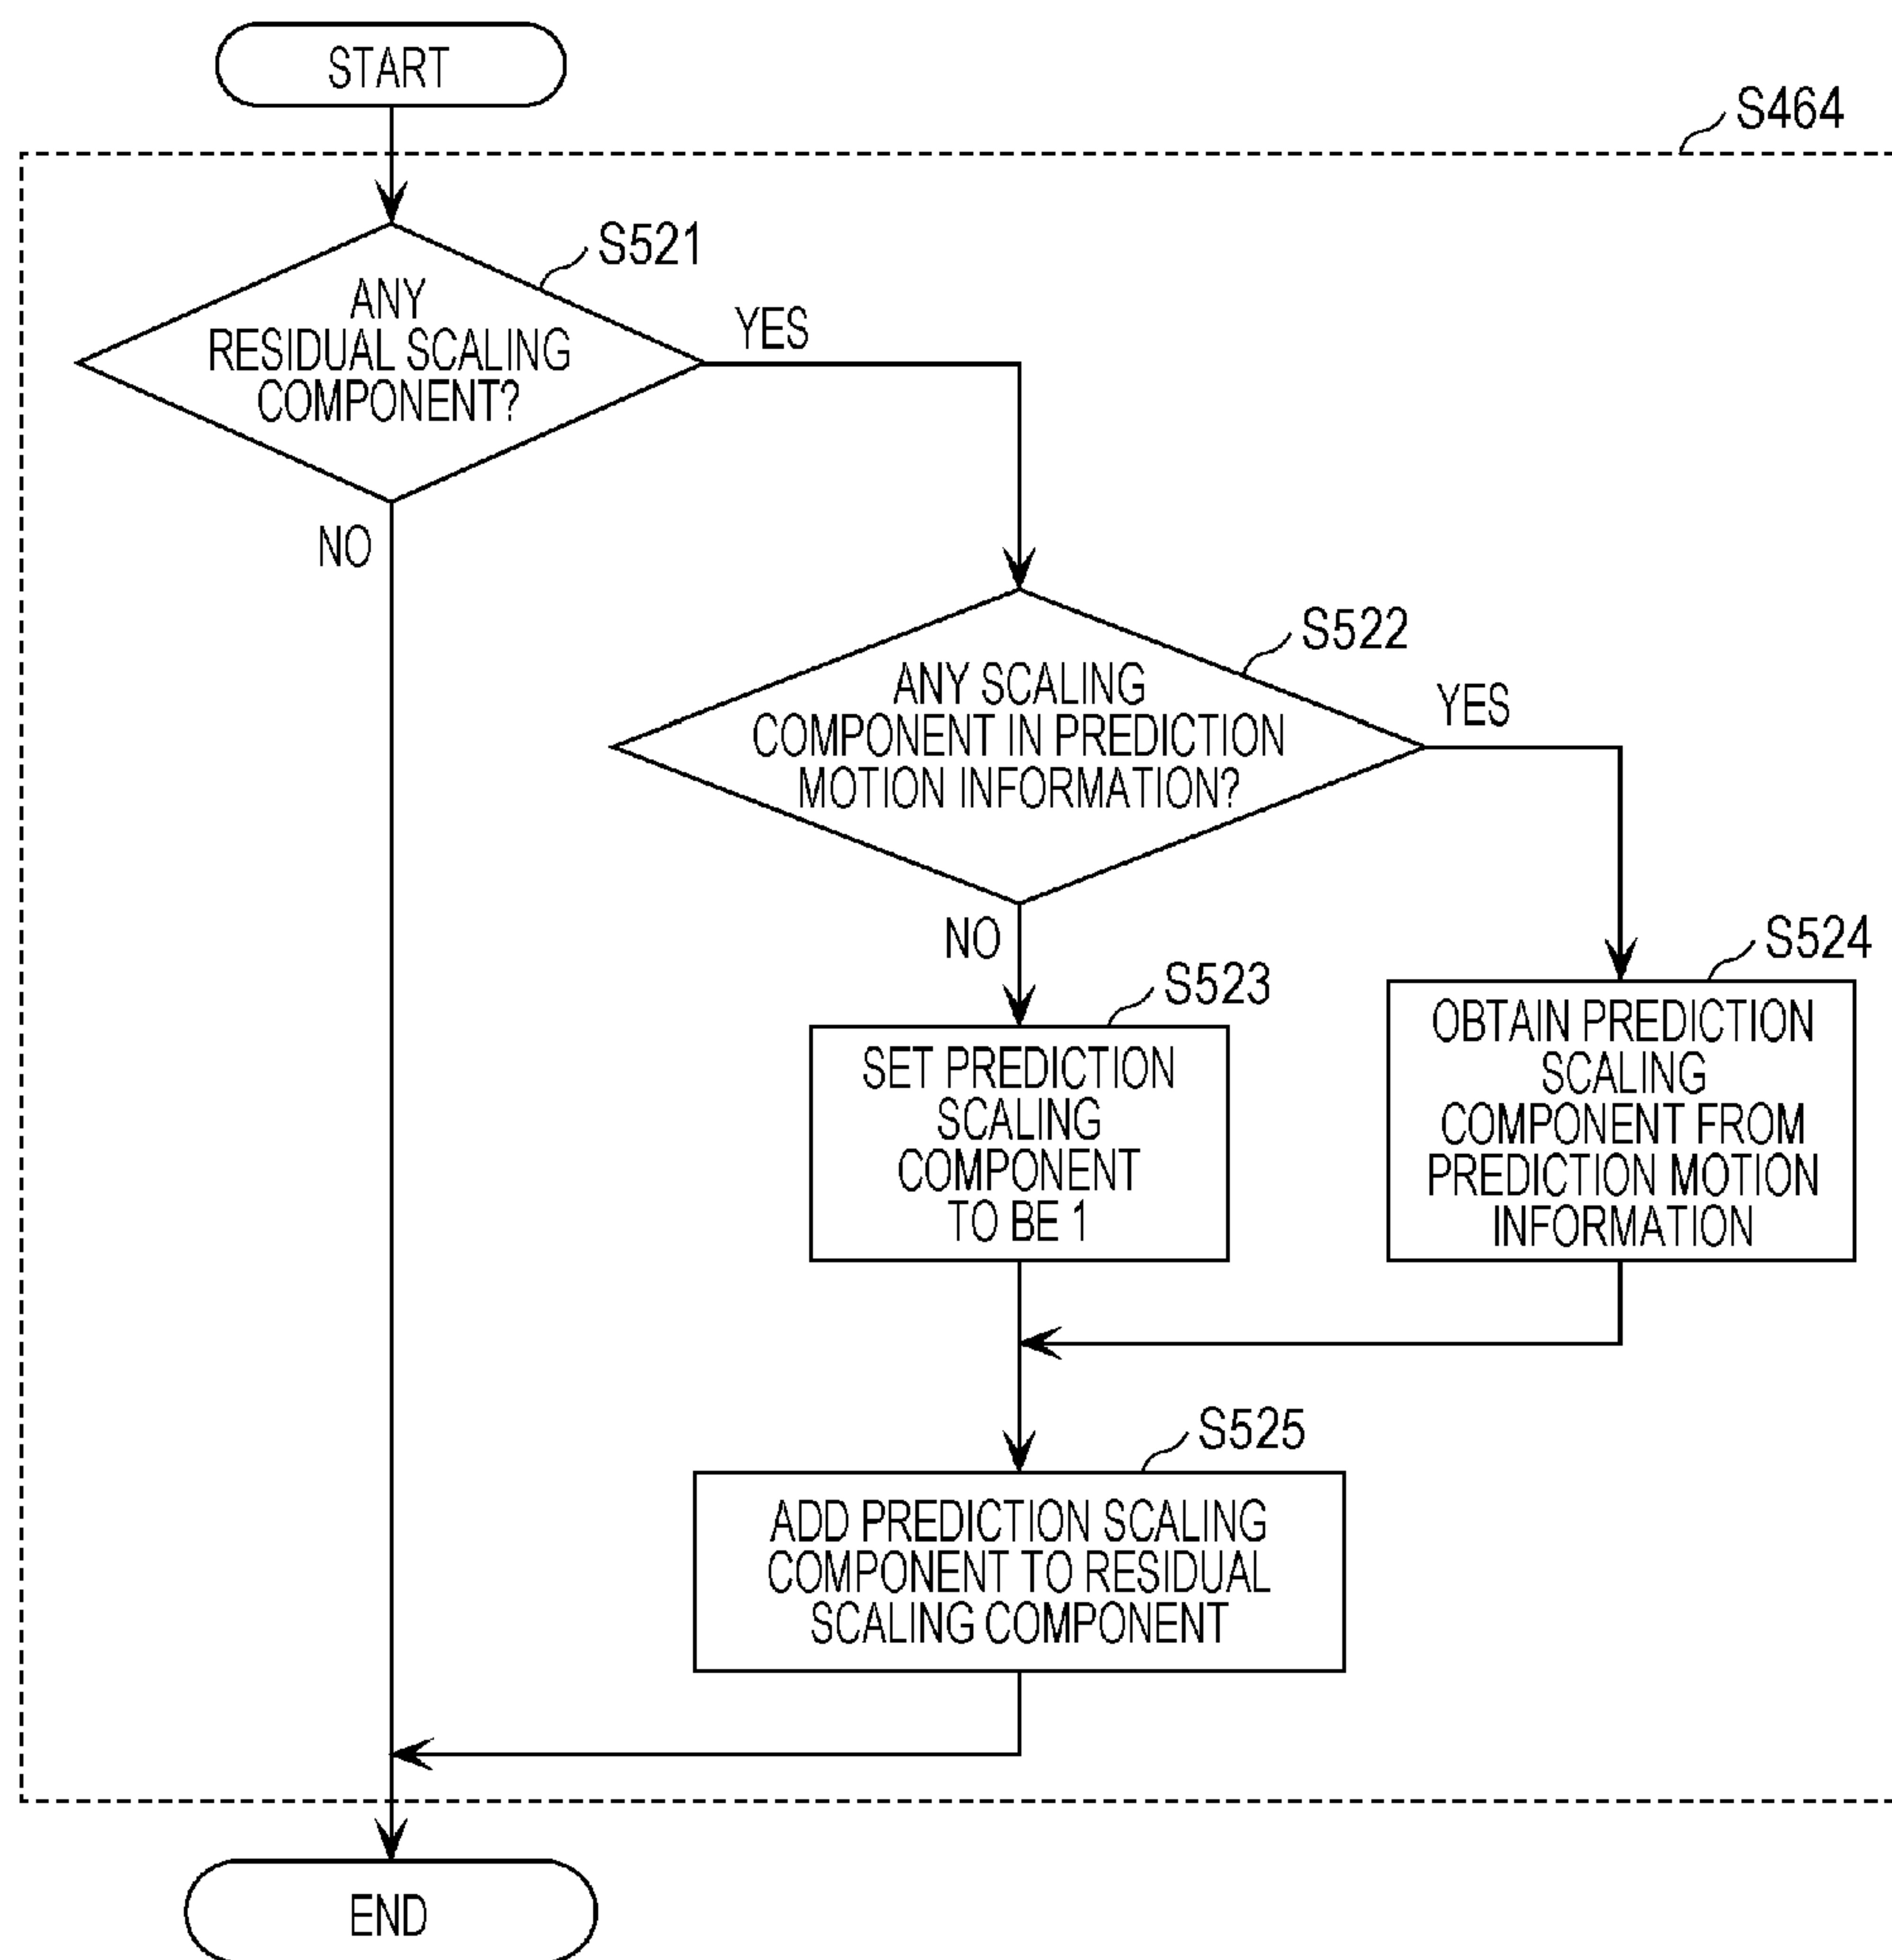 START
S464
S521
ANY
RESIDUAL SCALING
COMPONENT?
YES
NO
S522
ANY SCALING
COMPONENT IN PREDICTION
MOTION INFORMATION?
YES
NO
S523
SET PREDICTION
SCALING
COMPONENT
TO BE 1
S524
OBTAIN PREDICTION
SCALING
COMPONENT FROM
PREDICTION MOTION
INFORMATION
S525
ADD PREDICTION SCALING
COMPONENT TO RESIDUAL
SCALING COMPONENT
END